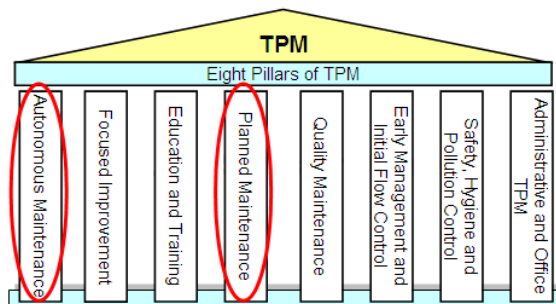 TPM
Eight Pillars of TPM
Autonomous Maintenance
Focused Improvement
Education and Training
Planned Maintenance
Quality Maintenance
Early Management and
Initial Flow Control
Safety, Hygiene and
Pollution Control
Administrative and Office
TPM